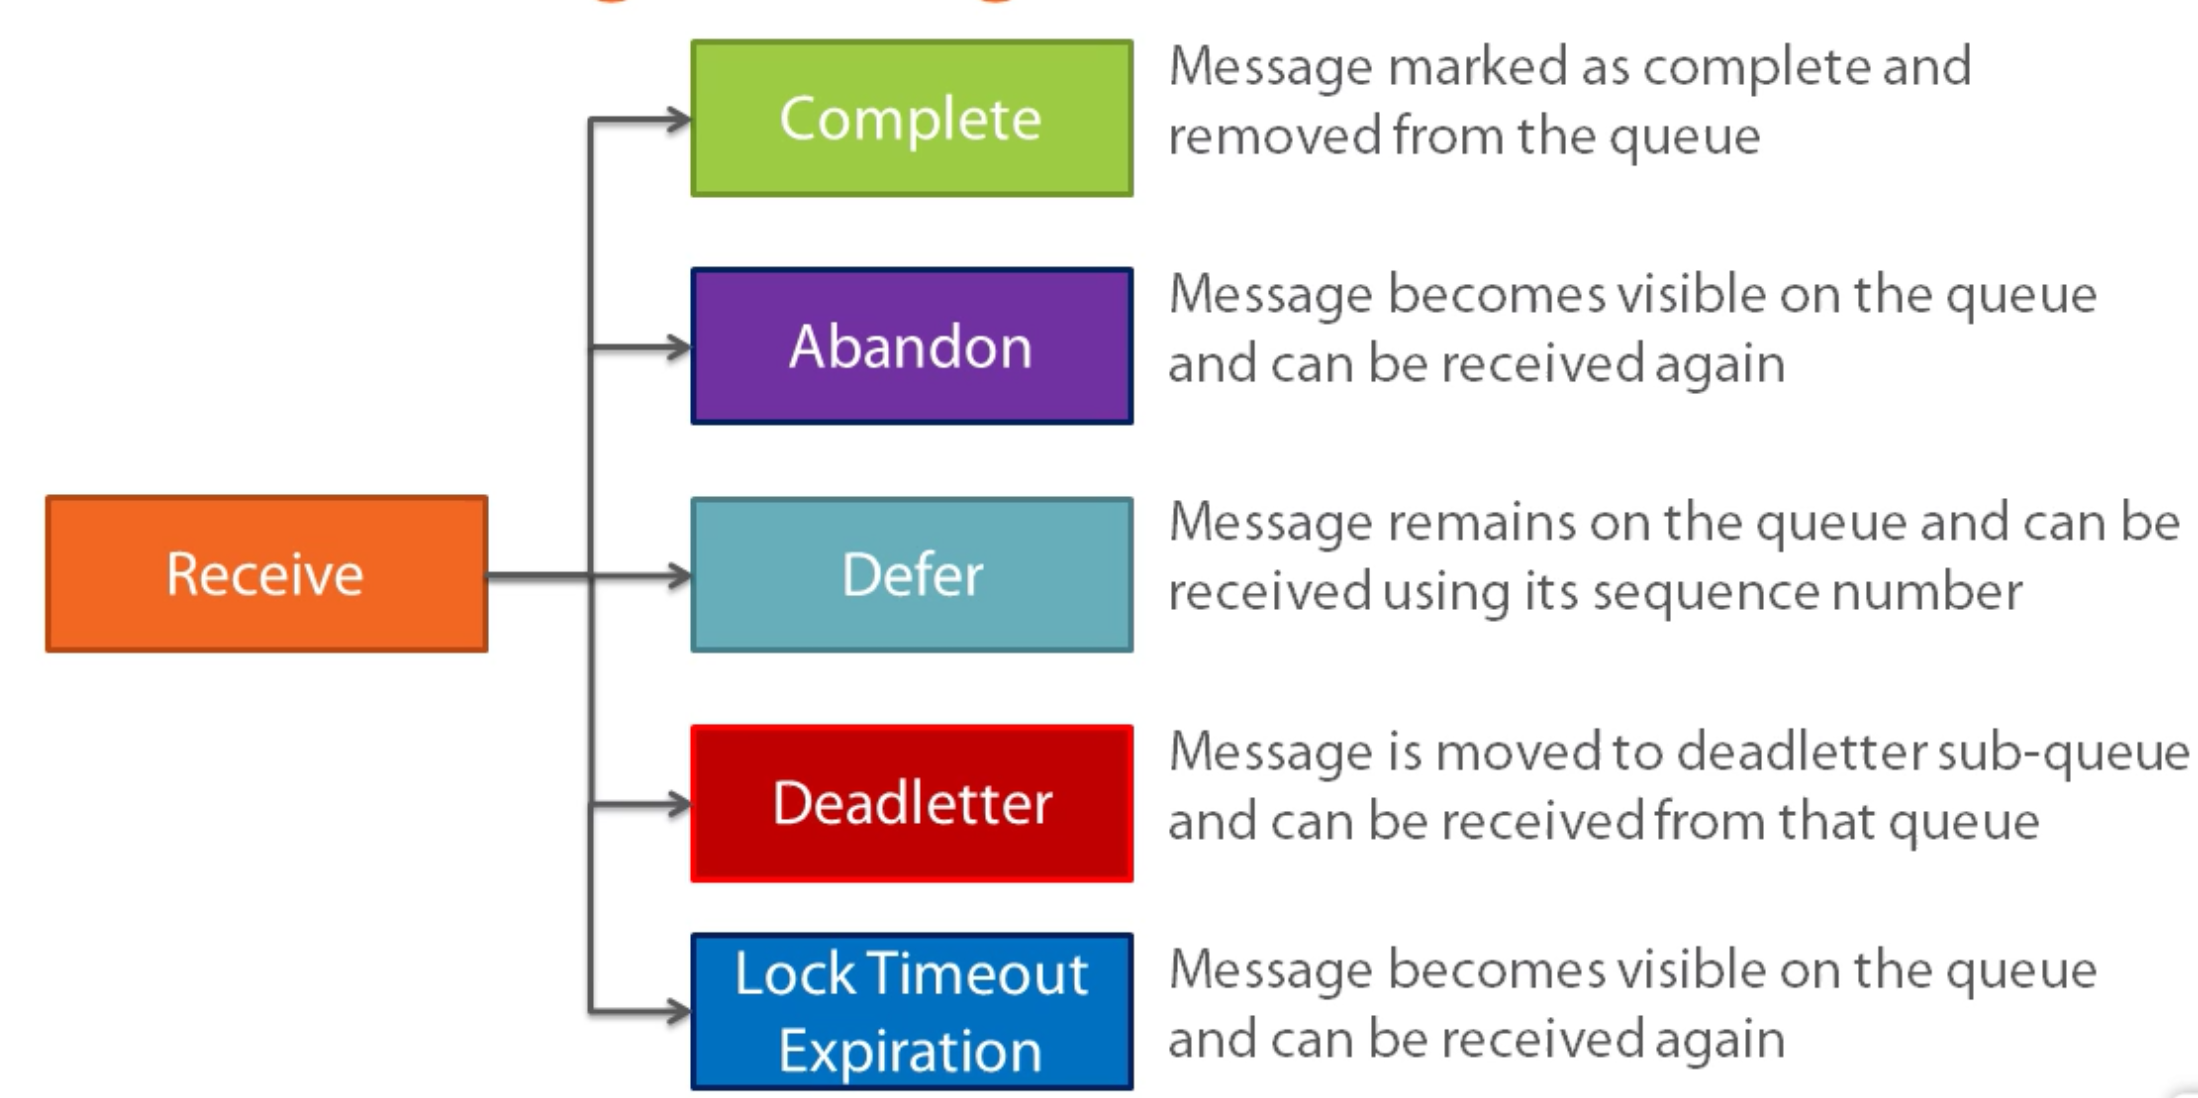 Complete
Message marked as complete and
removed from the queue
Abandon
Message becomes visible on the queue
and can be received again
Receive
Defer
Message remains on the queue and can be
received using its sequence number
Deadletter
Message is moved to deadletter sub-queue
and can be received from that queue
Lock Timeout
Expiration
Message becomes visible on the queue
and can be received again